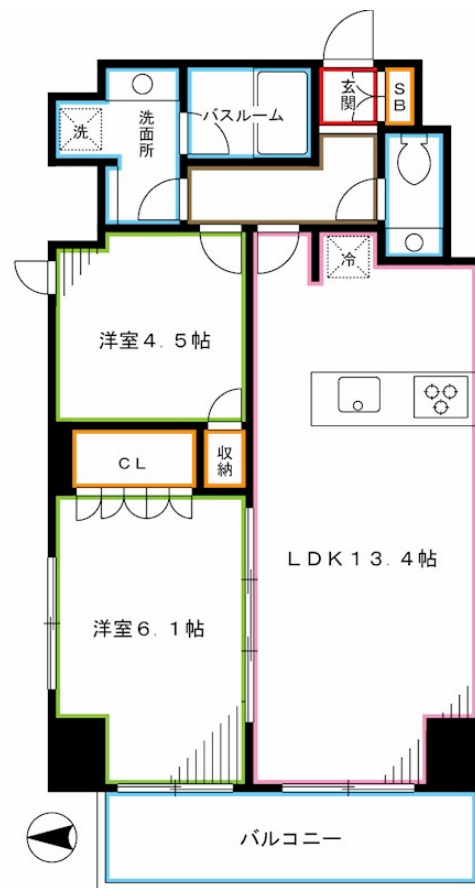 玄関
SB
洗面所
洗
バスルーム
冷
洋室4.5帖
CL
収納
LDK13.4帖
洋室6.1帖
バルコニー